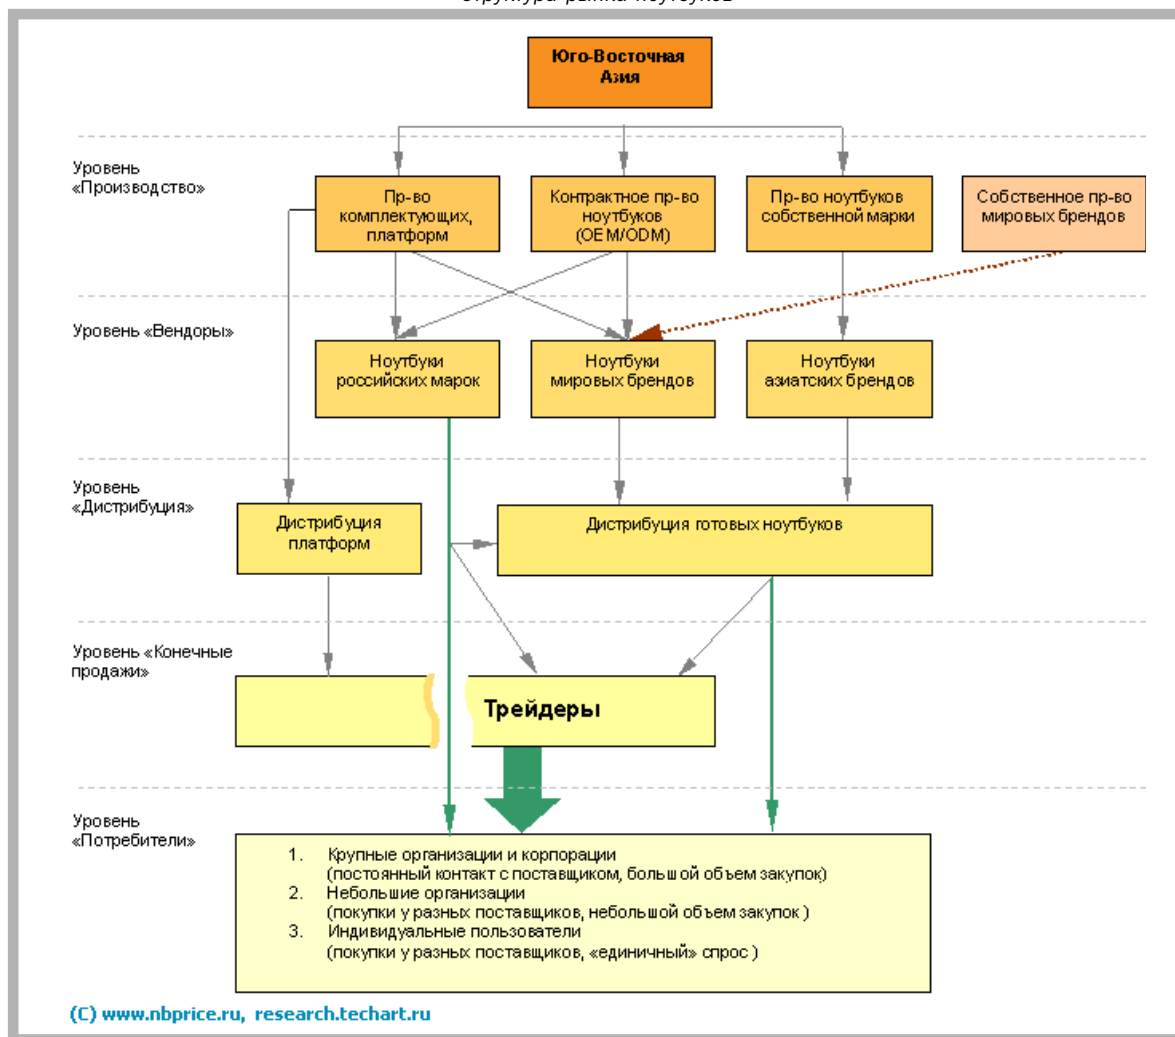 Структура рынка ноутбуков
Юго-Восточная
Азия
Уровень
«Производство»
Пр-во
комплектующих,
платформ
Контрактное пр-во
ноутбуков
(OEM/ODM)
Пр-во ноутбуков
собственной марки
Собственное пр-во
мировых брендов
Уровень «Вендоры»
Ноутбуки
российских марок
Ноутбуки
мировых брендов
Ноутбуки
азиатских брендов
Уровень
«Дистрибуция»
Дистрибуция
платформ
Дистрибуция готовых ноутбуков
Уровень «Конечные
продажи»
Трейдеры
Уровень
«Потребители»
1. Крупные организации и корпорации
(постоянный контакт с поставщиком, большой объем закупок)
2. Небольшие организации
(покупки у разных поставщиков, небольшой объем закупок )
3. Индивидуальные пользователи
(покупки у разных поставщиков, «единичный» спрос )
(C) www.nbprice.ru, research.techart.ru